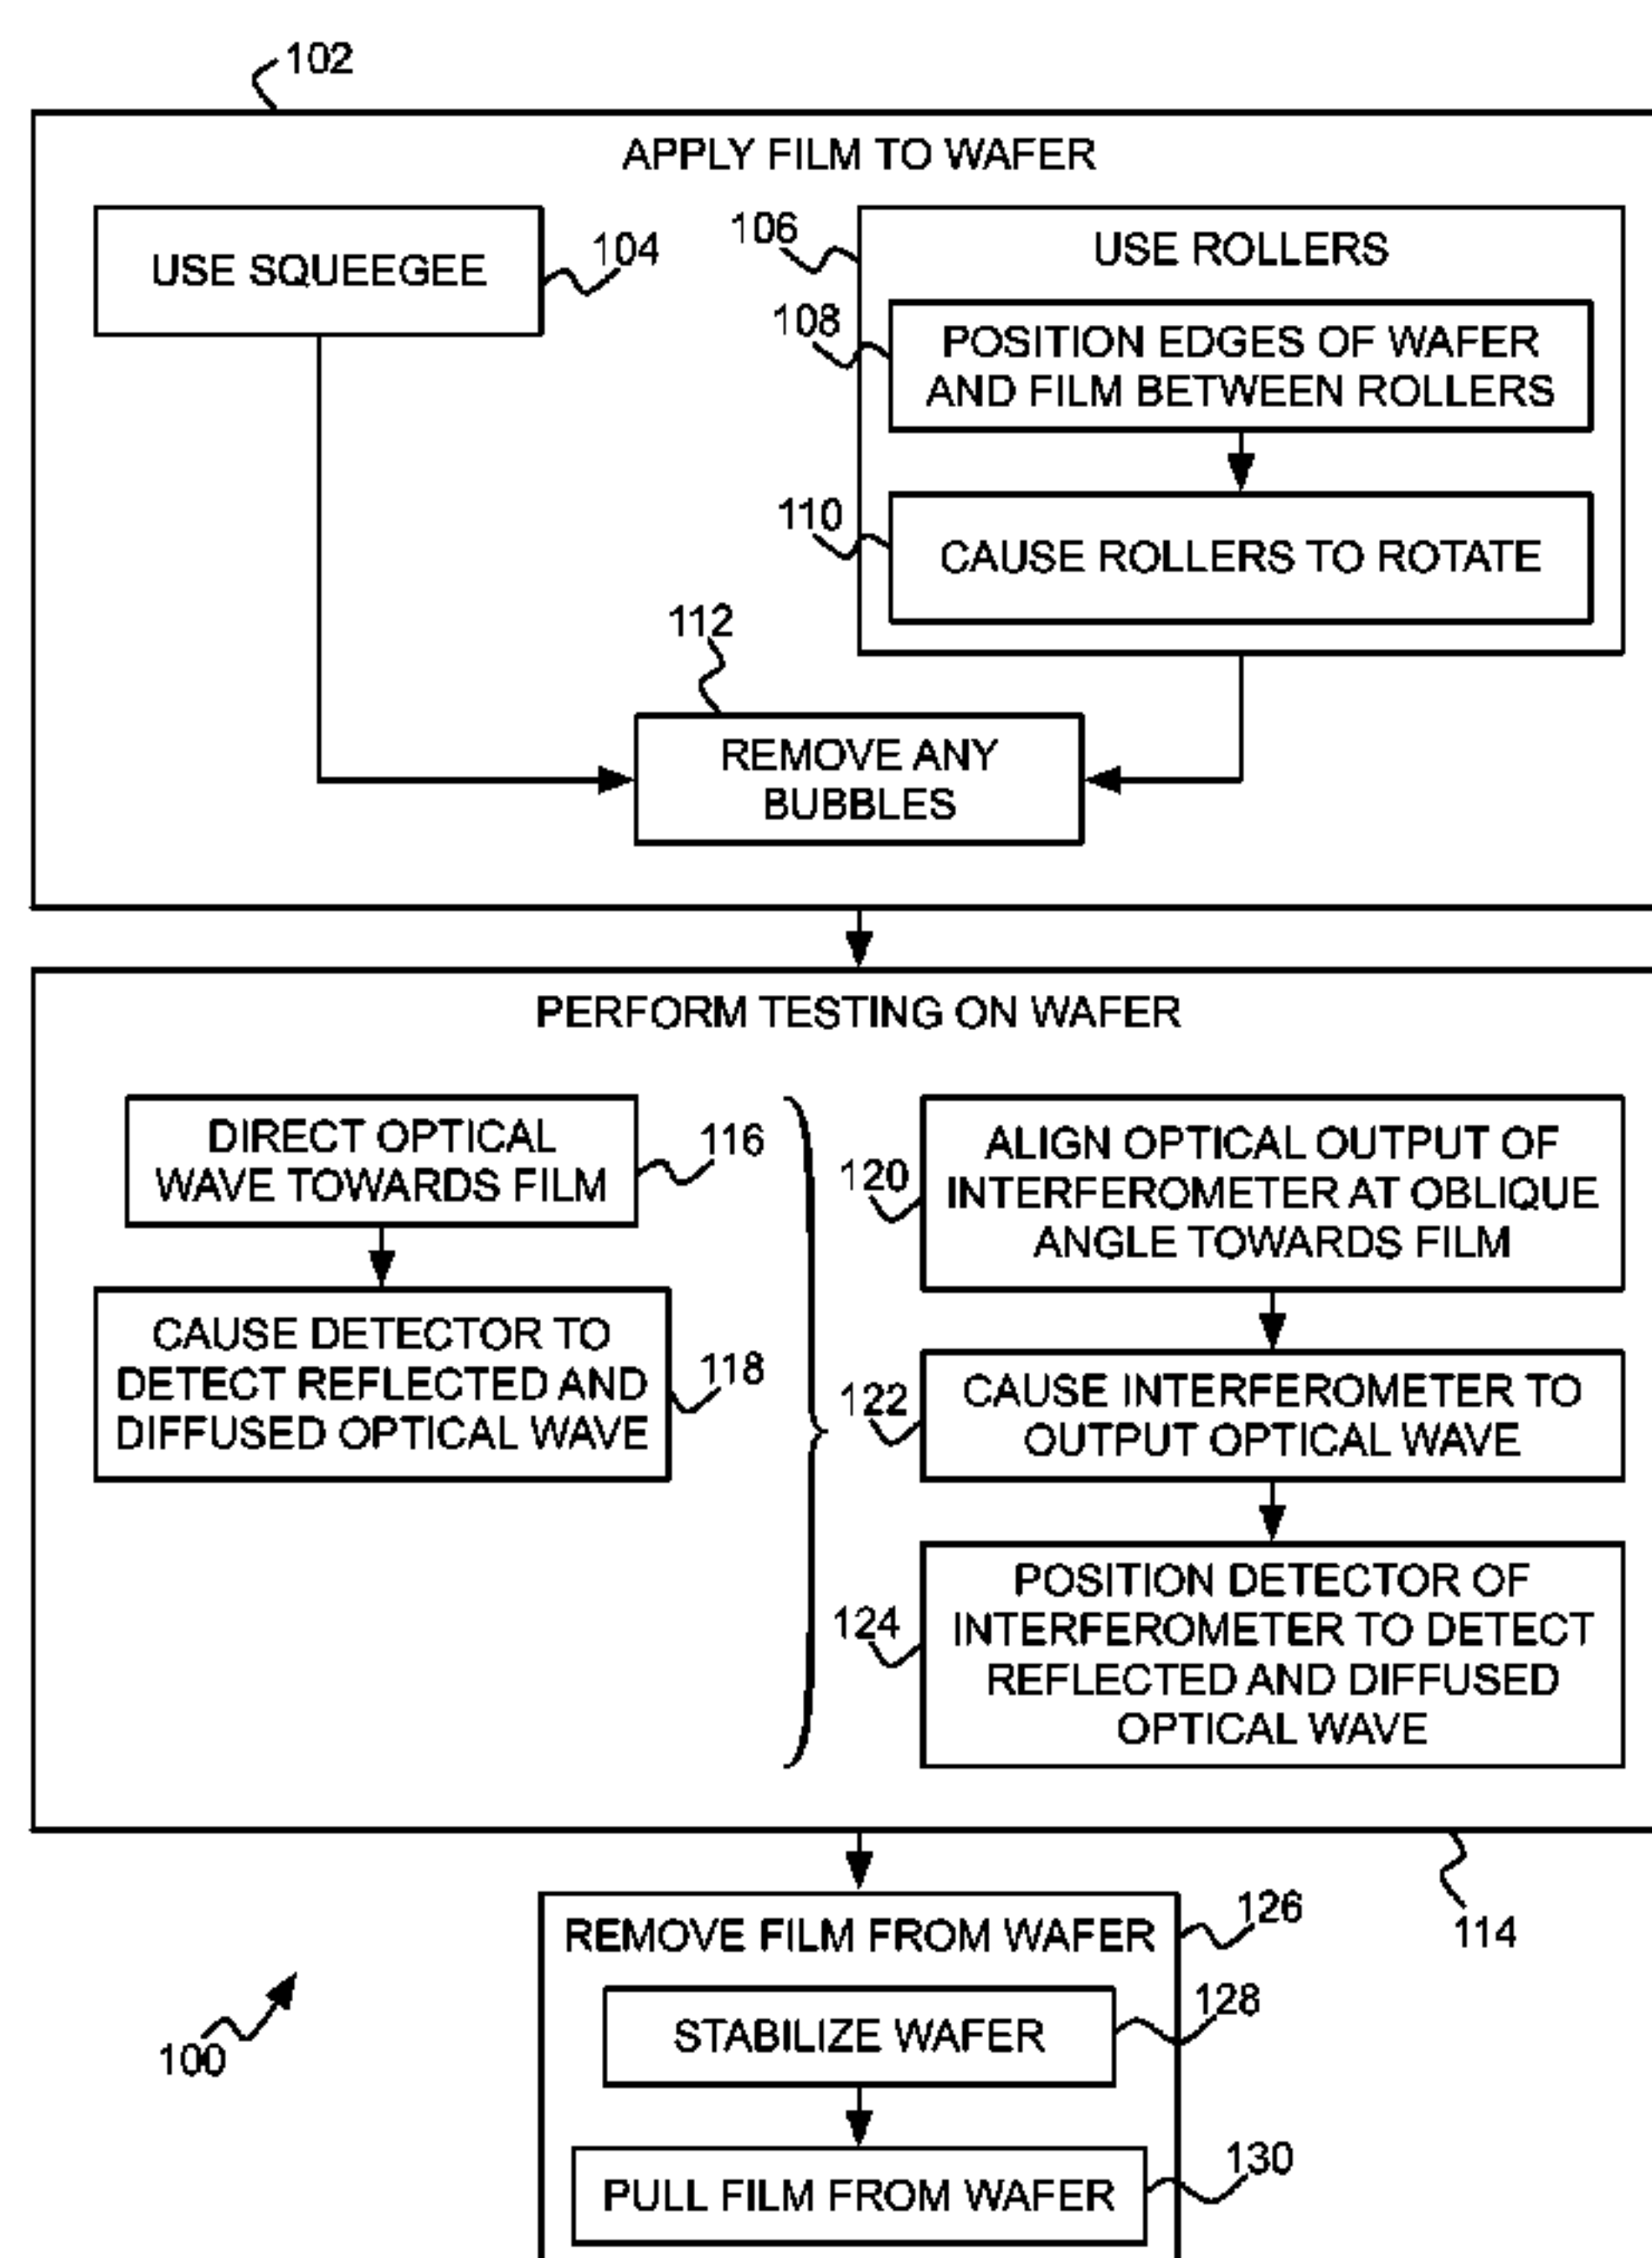 102
APPLY FILM TO WAFER
USE SQUEEGEE
104
106
USE ROLLERS
108
POSITION EDGES OF WAFER
AND FILM BETWEEN ROLLERS
110
CAUSE ROLLERS TO ROTATE
112
REMOVE ANY
BUBBLES
PERFORM TESTING ON WAFER
DIRECT OPTICAL
WAVE TOWARDS FILM
116
CAUSE DETECTOR TO
DETECT REFLECTED AND
DIFFUSED OPTICAL WAVE
118
120
ALIGN OPTICAL OUTPUT OF
INTERFEROMETER AT OBLIQUE
ANGLE TOWARDS FILM
122
CAUSE INTERFEROMETER TO
OUTPUT OPTICAL WAVE
124
POSITION DETECTOR OF
INTERFEROMETER TO DETECT
REFLECTED AND DIFFUSED
OPTICAL WAVE
114
REMOVE FILM FROM WAFER
126
STABILIZE WAFER
128
100
PULL FILM FROM WAFER
130